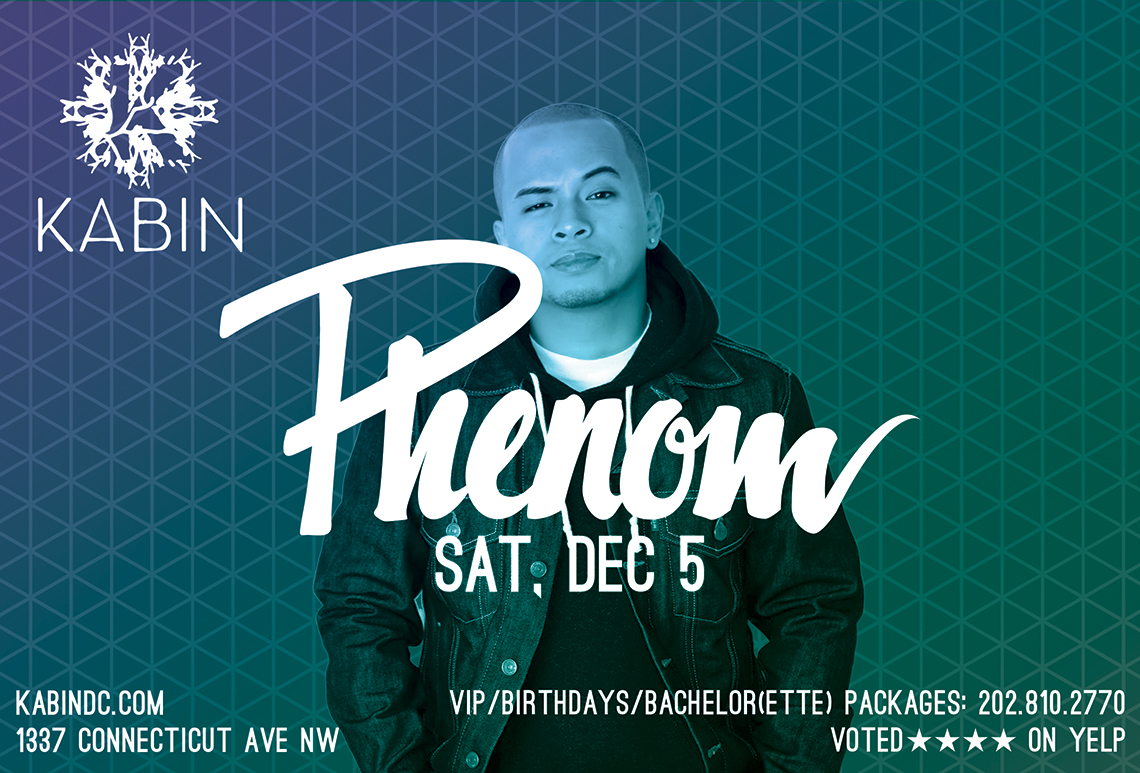 KABIN
Phenom
SAT, DEC 5
KABINDC.COM
1337 CONNECTICUT AVE NW
VIP/BIRTHDAYS/BACHELOR(ETTE) PACKAGES: 202.810.2770
VOTED★★★★ ON YELP